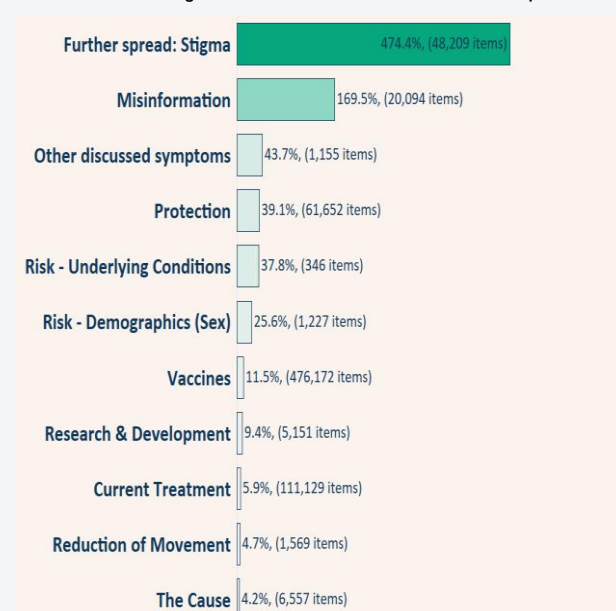 Further spread: Stigma 474.4%, (48,209 items)
Misinformation 169.5%, (20,094 items)
Other discussed symptoms 43.7%, (1,155 items)
Protection 39.1%, (61,652 items)
Risk - Underlying Conditions 37.8%, (346 items)
Risk - Demographics (Sex) 25.6%, (1,227 items)
Vaccines 11.5%, (476,172 items)
Research & Development 9.4%, (5,151 items)
Current Treatment 5.9%, (111,129 items)
Reduction of Movement 4.7%, (1,569 items)
The Cause 4.2%, (6,557 items)